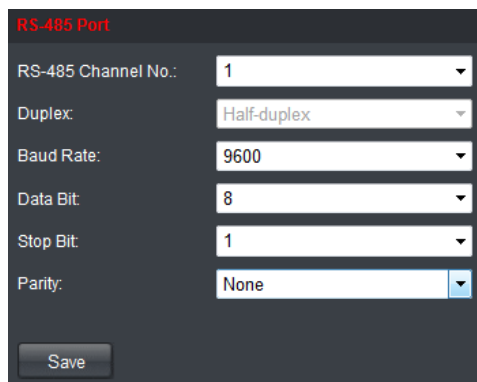 RS-485 Port
RS-485 Channel No.: 1
Duplex: Half-duplex
Baud Rate: 9600
Data Bit: 8
Stop Bit: 1
Parity: None
Save